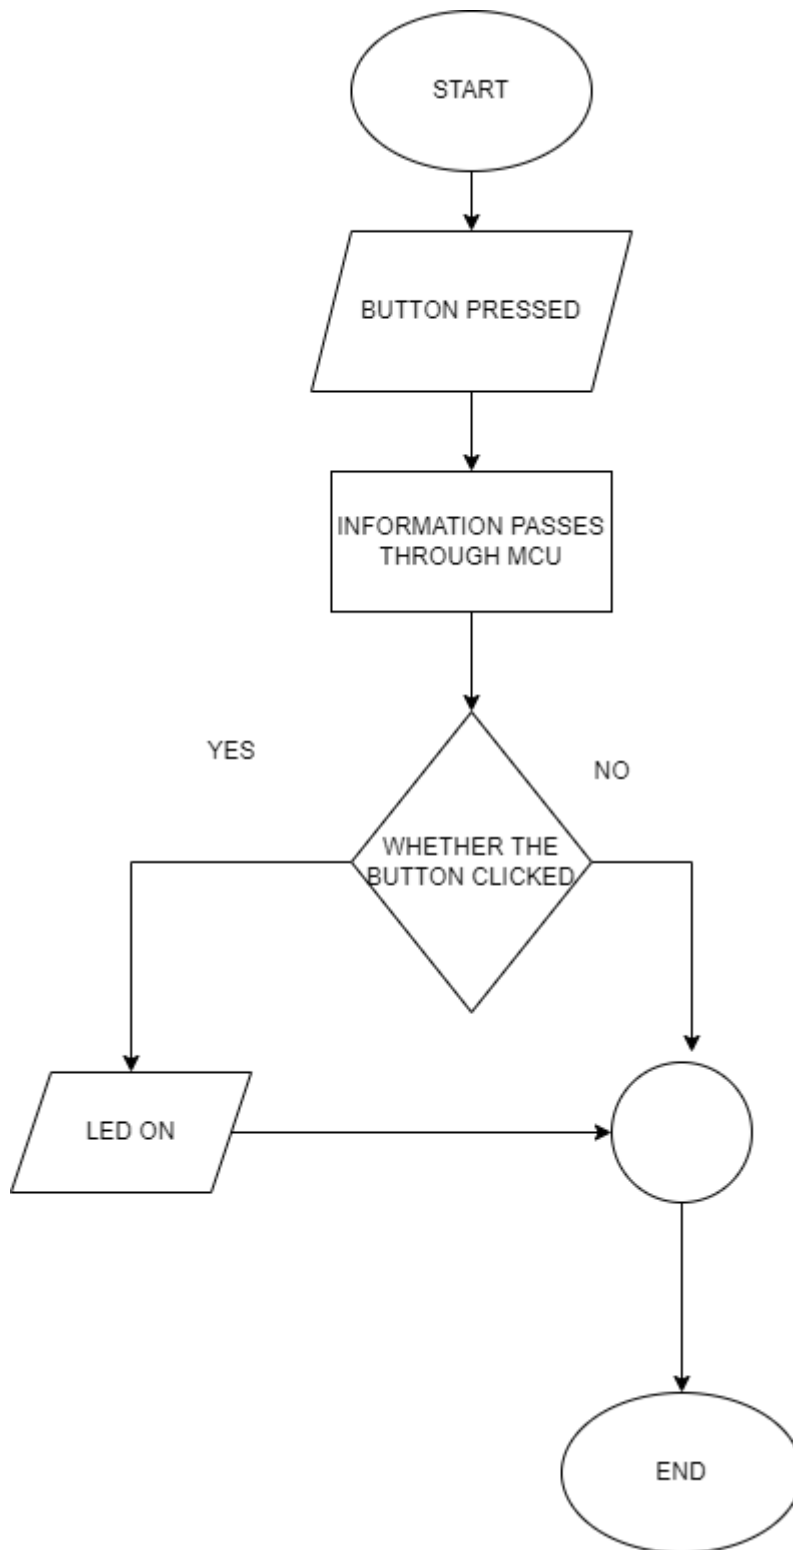 START
BUTTON PRESSED
INFORMATION PASSES
THROUGH MCU
YES
NO
WHETHER THE
BUTTON CLICKED
LED ON
END